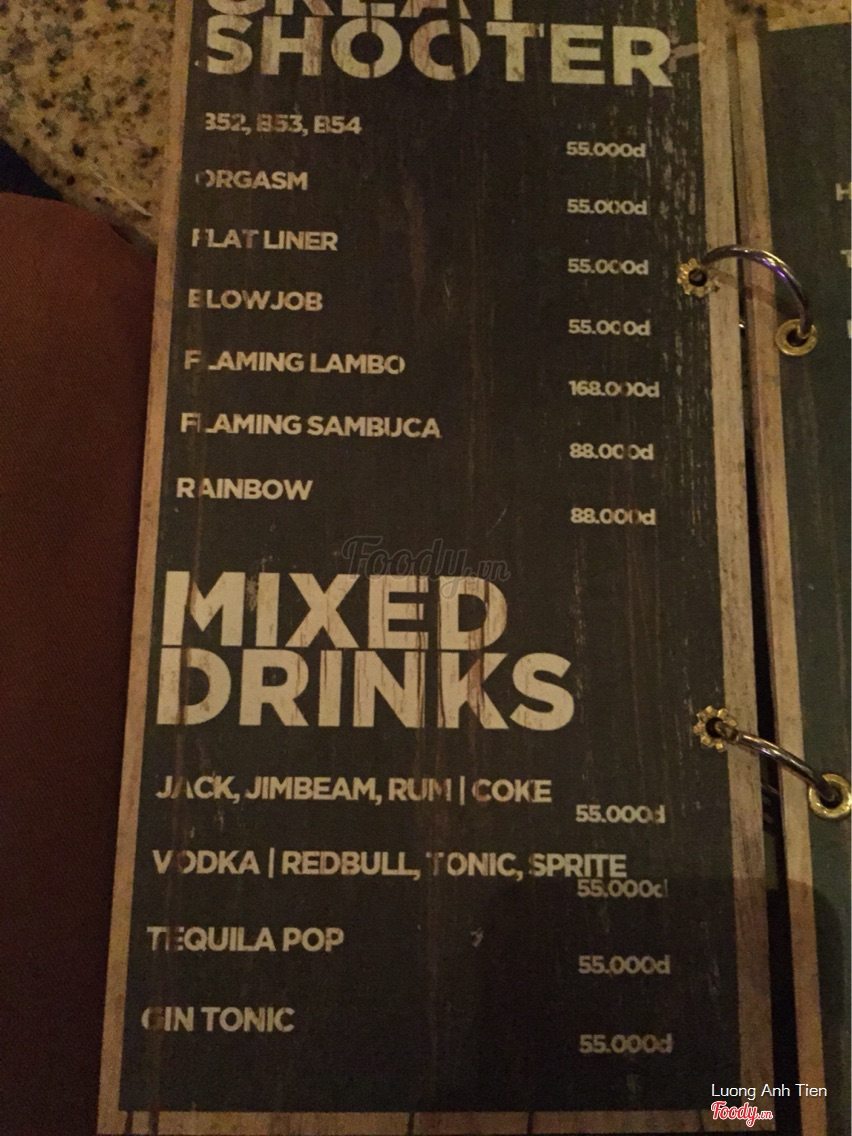 GREAT
SHOOTER
B52, B53, B54
55.000d
ORGASM
55.000d
FLATLINER
55.000d
BLOWJOB
55.000d
FLAMING LAMBO
168.000d
FLAMING SAMBUCA
88.000d
RAINBOW
88.000d
Foody.vn
MIXED
DRINKS
JACK, JIMBEAM, RUM | COKE
55.000d
VODKA | REDBULL, TONIC, SPRITE
55.000d
TEQUILA POP
55.000d
GIN TONIC
55.000d
Luong Anh Tien
Foody.vn